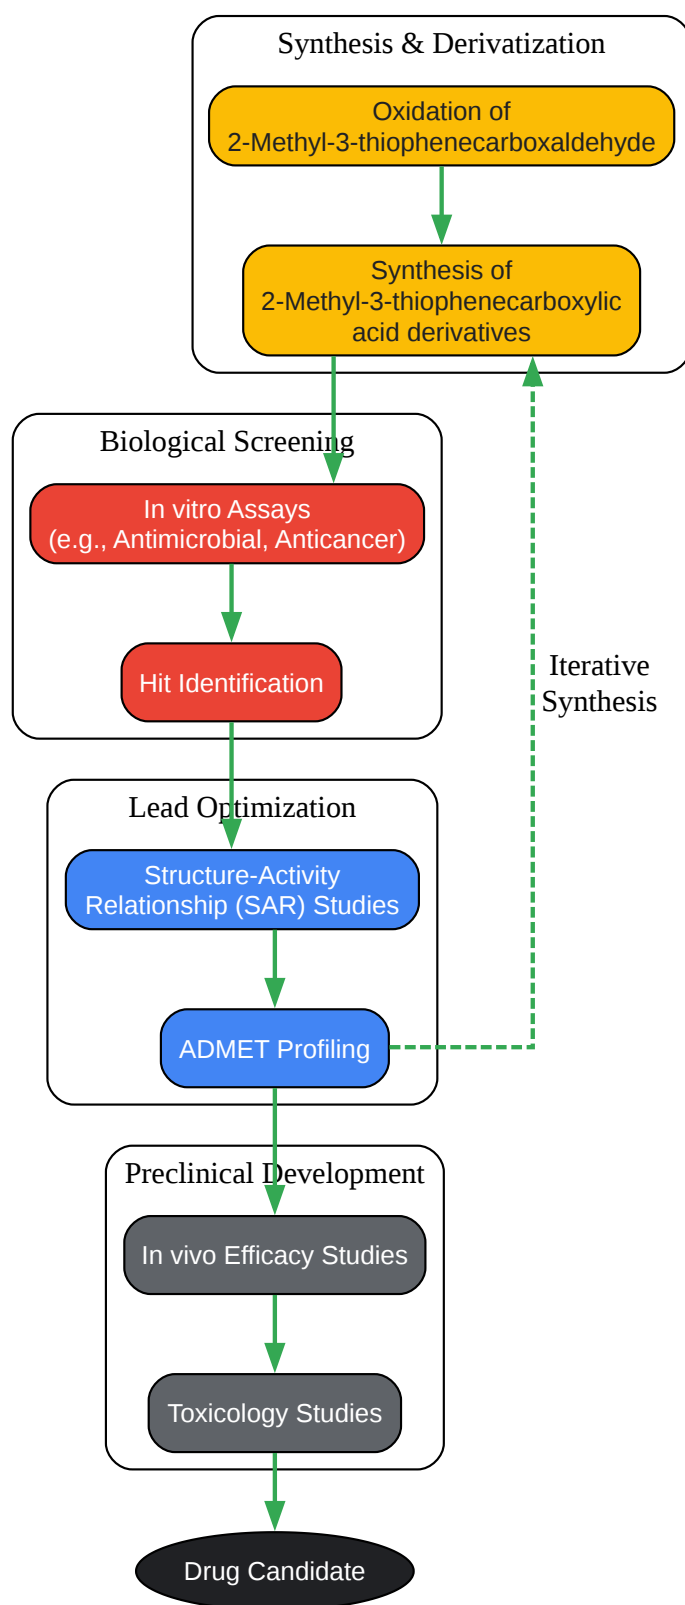 Synthesis & Derivatization
Oxidation of
2-Methyl-3-thiophenecarboxaldehyde
Synthesis of
2-Methyl-3-thiophenecarboxylic
acid derivatives
Biological Screening
In vitro Assays
(e.g., Antimicrobial, Anticancer)
Hit Identification
Iterative
Synthesis
Lead Optimization
Structure-Activity
Relationship (SAR) Studies
ADMET Profiling
Preclinical Development
In vivo Efficacy Studies
Toxicology Studies
Drug Candidate